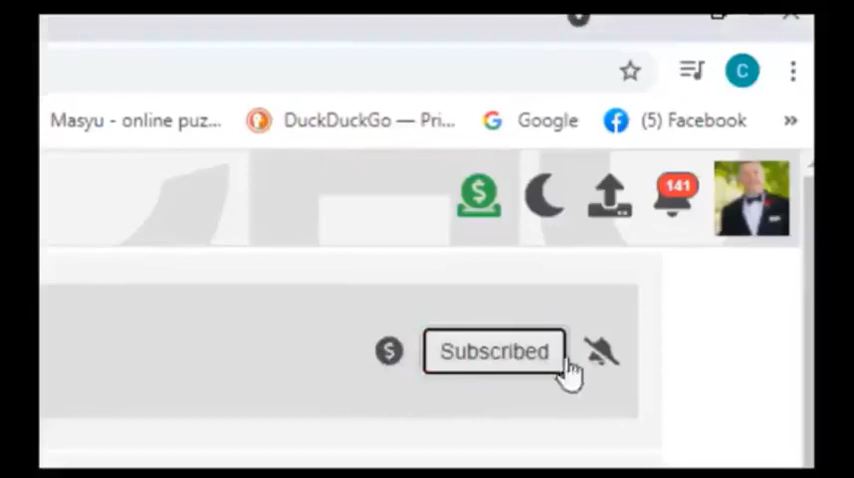 C
Masyu - online puz... DuckDuckGo — Pri... Google (5) Facebook »
$ 141
$ Subscribed